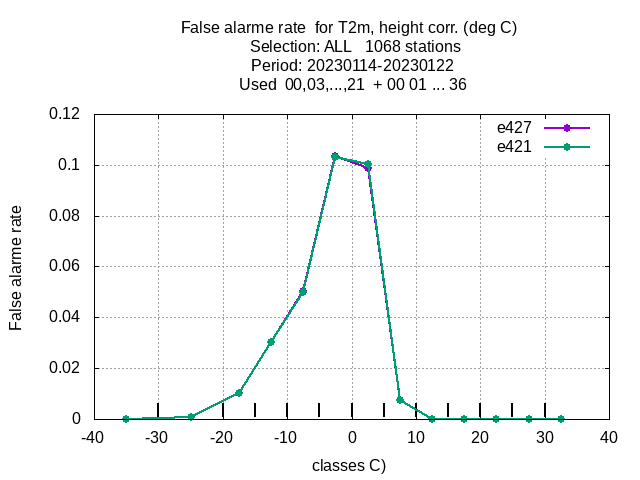 False alarme rate  for T2m, height corr. (deg C)
Selection: ALL   1068 stations
Period: 20230114-20230122
Used  00,03,...,21  + 00 01 ... 36
e427
e421
0.12
0.1
0.08
0.06
0.04
0.02
0
False alarme rate
-40 -30 -20 -10 0 10 20 30 40
classes C)